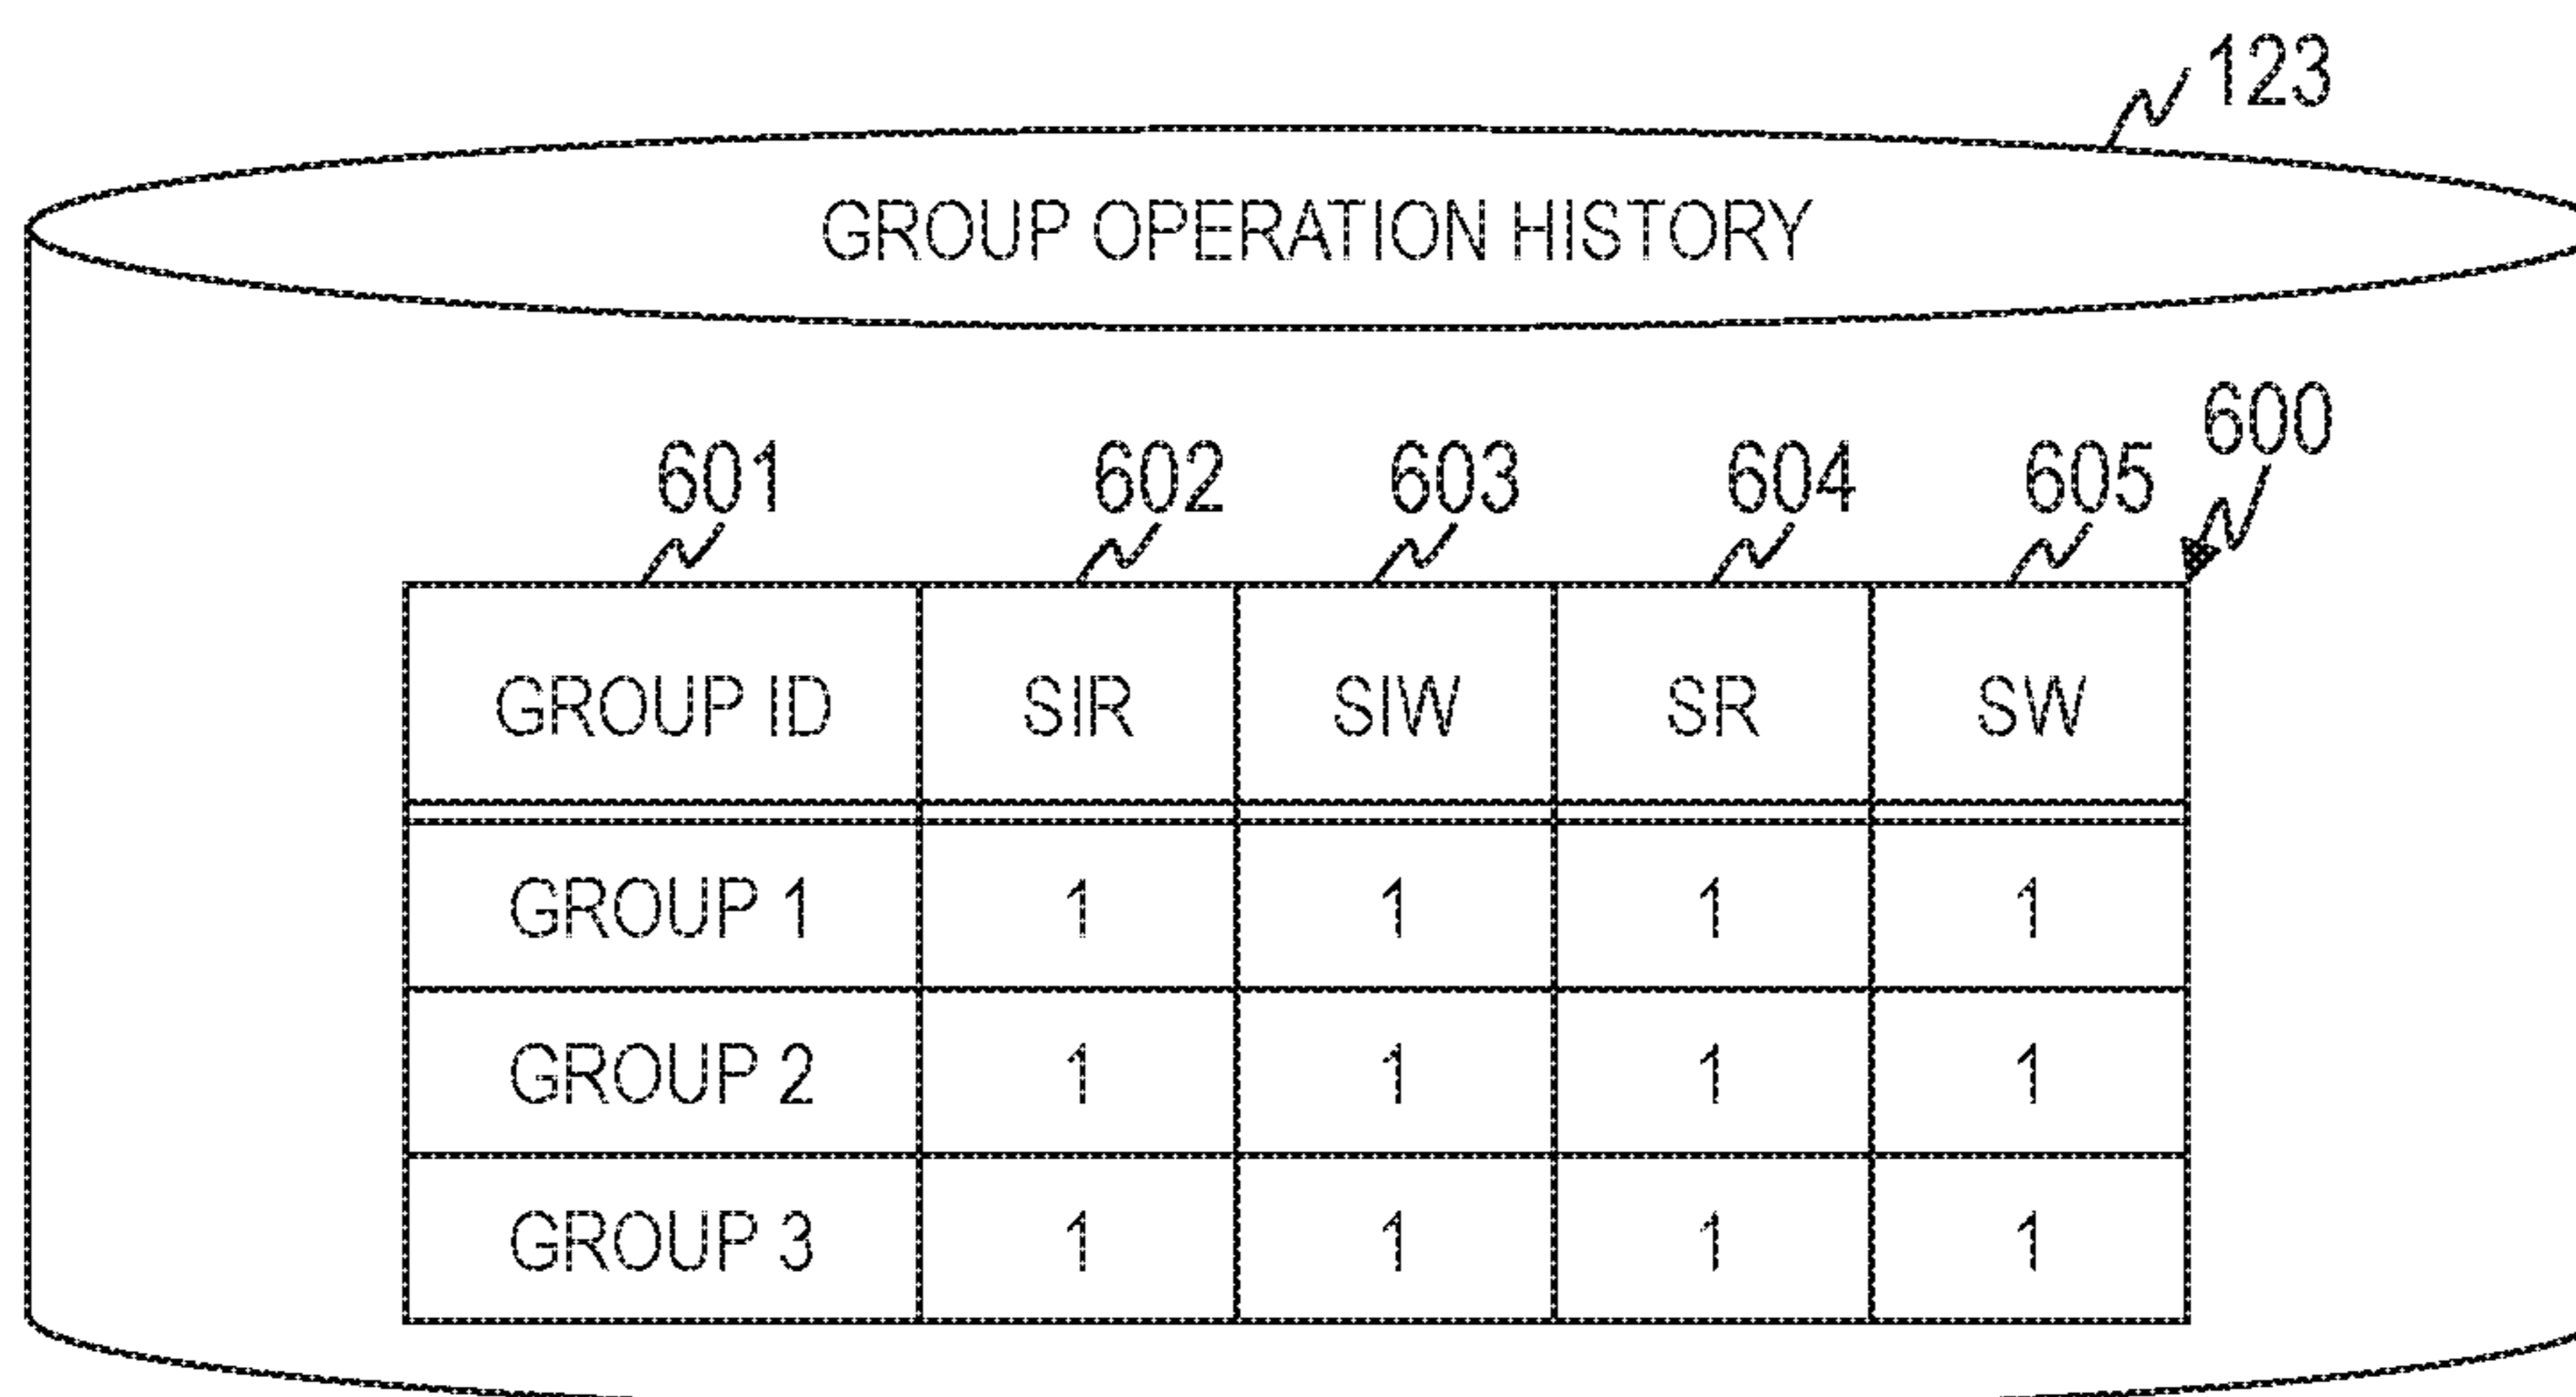 123
GROUP OPERATION HISTORY
600
601 602 603 604 605
GROUP ID SIR SIW SR SW
GROUP 1 1 1 1 1
GROUP 2 1 1 1 1
GROUP 3 1 1 1 1